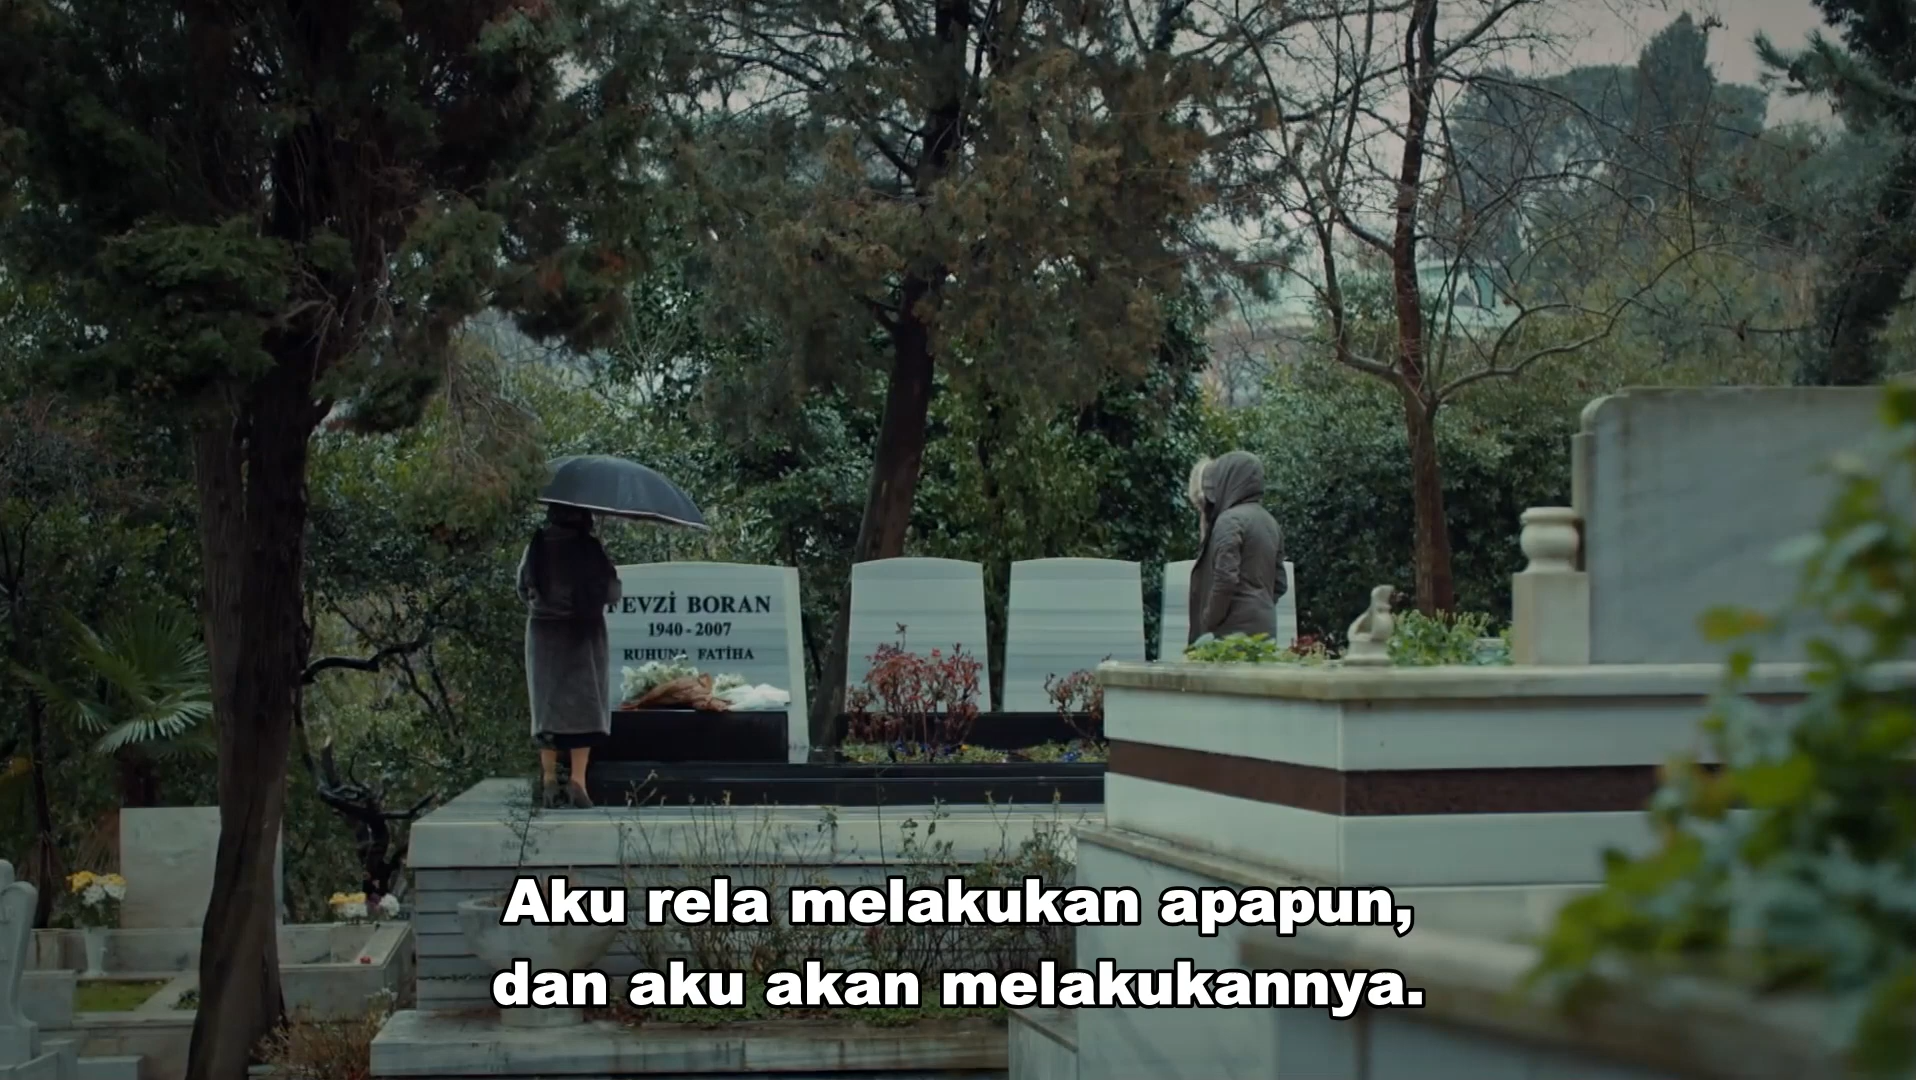 FEVZİ BORAN
1940-2007
RUHUNA FATİHA
Aku rela melakukan apapun,
dan aku akan melakukannya.